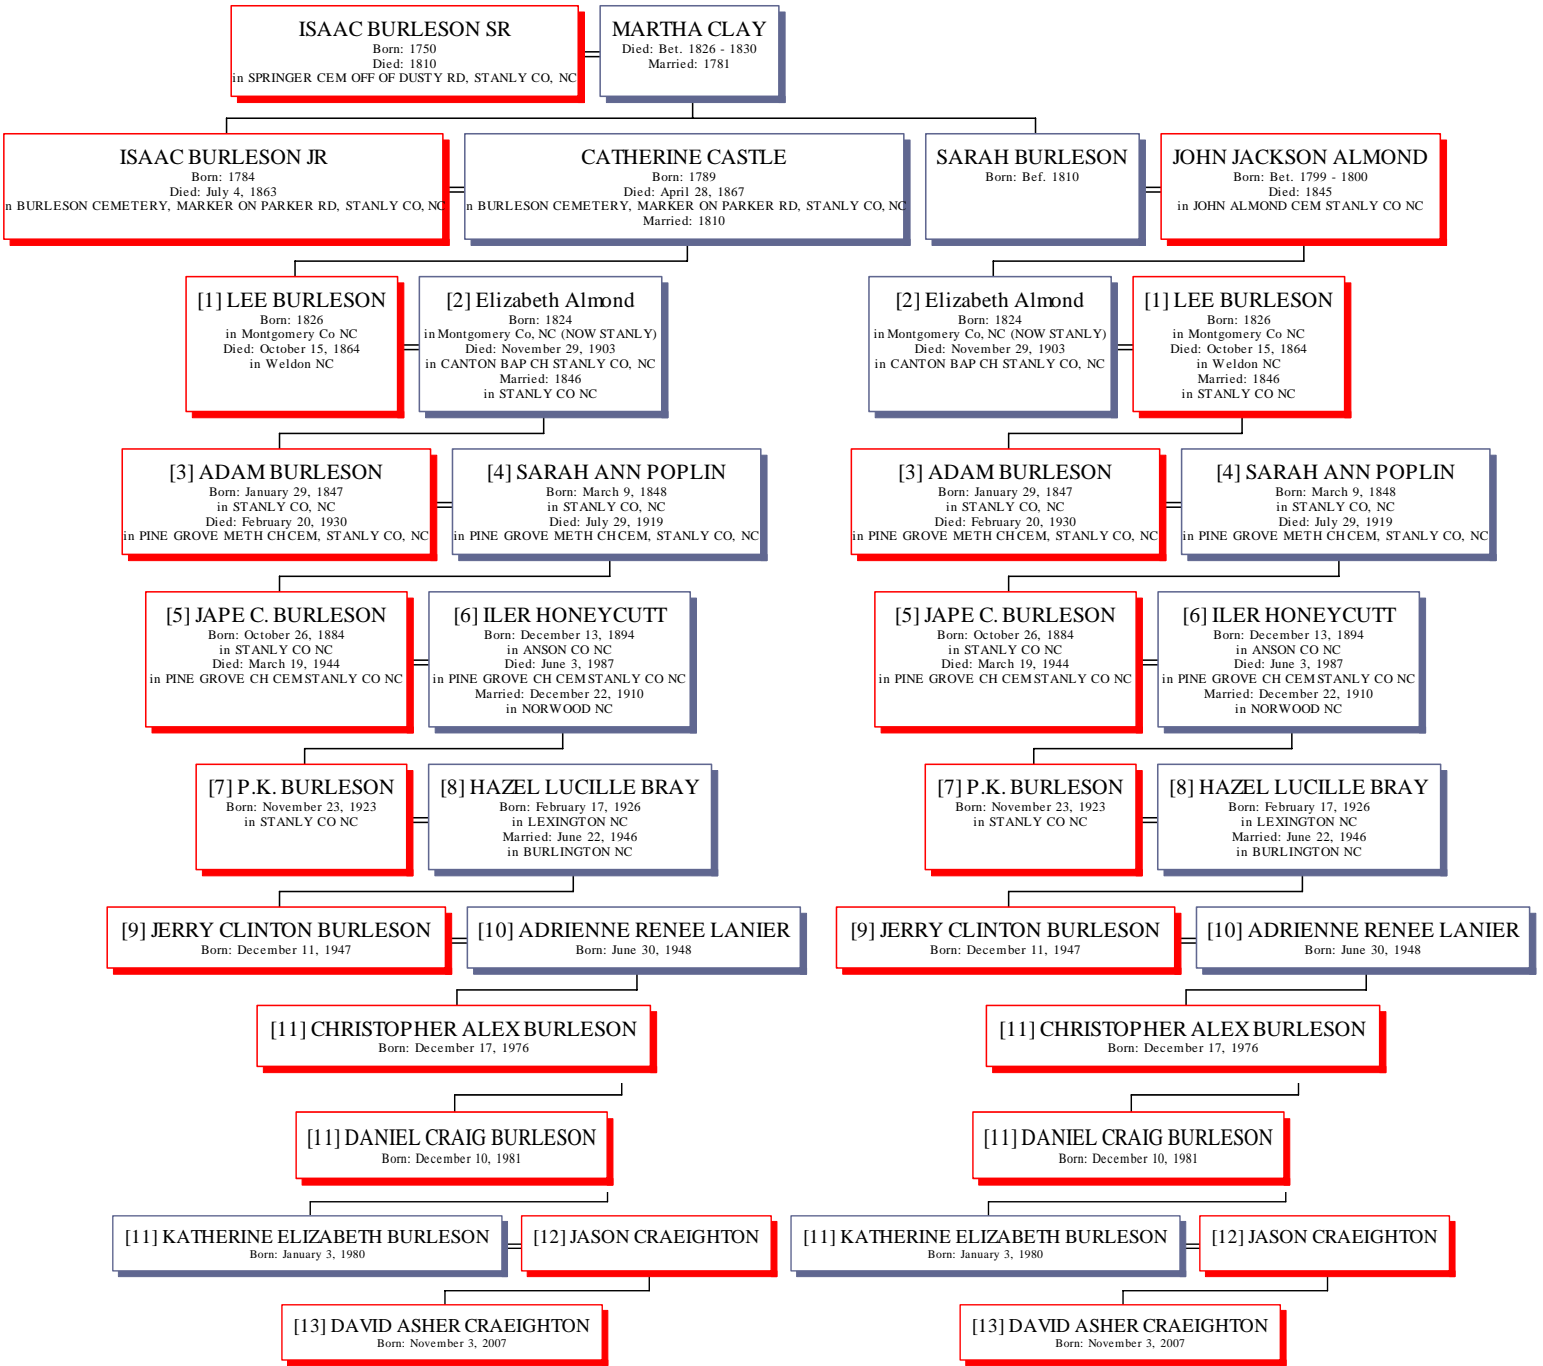 ISAAC BURLESON SR
Born: 1750
Died: 1810
in SPRINGER CEM OFF OF DUSTY RD, STANLY CO, NC
MARTHA CLAY
Died: Bet. 1826 - 1830
Married: 1781
ISAAC BURLESON JR
Born: 1784
Died: July 4, 1863
n BURLESON CEMETERY, MARKER ON PARKER RD, STANLY CO, NC
CATHERINE CASTLE
Born: 1789
Died: April 28, 1867
n BURLESON CEMETERY, MARKER ON PARKER RD, STANLY CO, NC
Married: 1810
SARAH BURLESON
Born: Bef. 1810
JOHN JACKSON ALMOND
Born: Bet. 1799 - 1800
Died: 1845
in JOHN ALMOND CEM STANLY CO NC
[1] LEE BURLESON
Born: 1826
in Montgomery Co NC
Died: October 15, 1864
in Weldon NC
[2] Elizabeth Almond
Born: 1824
in Montgomery Co, NC (NOW STANLY)
Died: November 29, 1903
in CANTON BAP CH STANLY CO, NC
Married: 1846
in STANLY CO NC
[2] Elizabeth Almond
Born: 1824
in Montgomery Co, NC (NOW STANLY)
Died: November 29, 1903
in CANTON BAP CH STANLY CO, NC
[1] LEE BURLESON
Born: 1826
in Montgomery Co NC
Died: October 15, 1864
in Weldon NC
Married: 1846
in STANLY CO NC
[3] ADAM BURLESON
Born: January 29, 1847
in STANLY CO, NC
Died: February 20, 1930
in PINE GROVE METH CH CEM, STANLY CO, NC
[4] SARAH ANN POPLIN
Born: March 9, 1848
in STANLY CO, NC
Died: July 29, 1919
in PINE GROVE METH CH CEM, STANLY CO, NC
[3] ADAM BURLESON
Born: January 29, 1847
in STANLY CO, NC
Died: February 20, 1930
in PINE GROVE METH CH CEM, STANLY CO, NC
[4] SARAH ANN POPLIN
Born: March 9, 1848
in STANLY CO, NC
Died: July 29, 1919
in PINE GROVE METH CH CEM, STANLY CO, NC
[5] JAPE C. BURLESON
Born: October 26, 1884
in STANLY CO NC
Died: March 19, 1944
in PINE GROVE CH CEM STANLY CO NC
[6] ILER HONEYCUTT
Born: December 13, 1894
in ANSON CO NC
Died: June 3, 1987
in PINE GROVE CH CEM STANLY CO NC
Married: December 22, 1910
in NORWOOD NC
[5] JAPE C. BURLESON
Born: October 26, 1884
in STANLY CO NC
Died: March 19, 1944
in PINE GROVE CH CEM STANLY CO NC
[6] ILER HONEYCUTT
Born: December 13, 1894
in ANSON CO NC
Died: June 3, 1987
in PINE GROVE CH CEM STANLY CO NC
Married: December 22, 1910
in NORWOOD NC
[7] P.K. BURLESON
Born: November 23, 1923
in STANLY CO NC
[8] HAZEL LUCILLE BRAY
Born: February 17, 1926
in LEXINGTON NC
Married: June 22, 1946
in BURLINGTON NC
[7] P.K. BURLESON
Born: November 23, 1923
in STANLY CO NC
[8] HAZEL LUCILLE BRAY
Born: February 17, 1926
in LEXINGTON NC
Married: June 22, 1946
in BURLINGTON NC
[9] JERRY CLINTON BURLESON
Born: December 11, 1947
[10] ADRIENNE RENEE LANIER
Born: June 30, 1948
[9] JERRY CLINTON BURLESON
Born: December 11, 1947
[10] ADRIENNE RENEE LANIER
Born: June 30, 1948
[11] CHRISTOPHER ALEX BURLESON
Born: December 17, 1976
[11] CHRISTOPHER ALEX BURLESON
Born: December 17, 1976
[11] DANIEL CRAIG BURLESON
Born: December 10, 1981
[11] DANIEL CRAIG BURLESON
Born: December 10, 1981
[11] KATHERINE ELIZABETH BURLESON
Born: January 3, 1980
[12] JASON CRAEIGHTON
[11] KATHERINE ELIZABETH BURLESON
Born: January 3, 1980
[12] JASON CRAEIGHTON
[13] DAVID ASHER CRAEIGHTON
Born: November 3, 2007
[13] DAVID ASHER CRAEIGHTON
Born: November 3, 2007